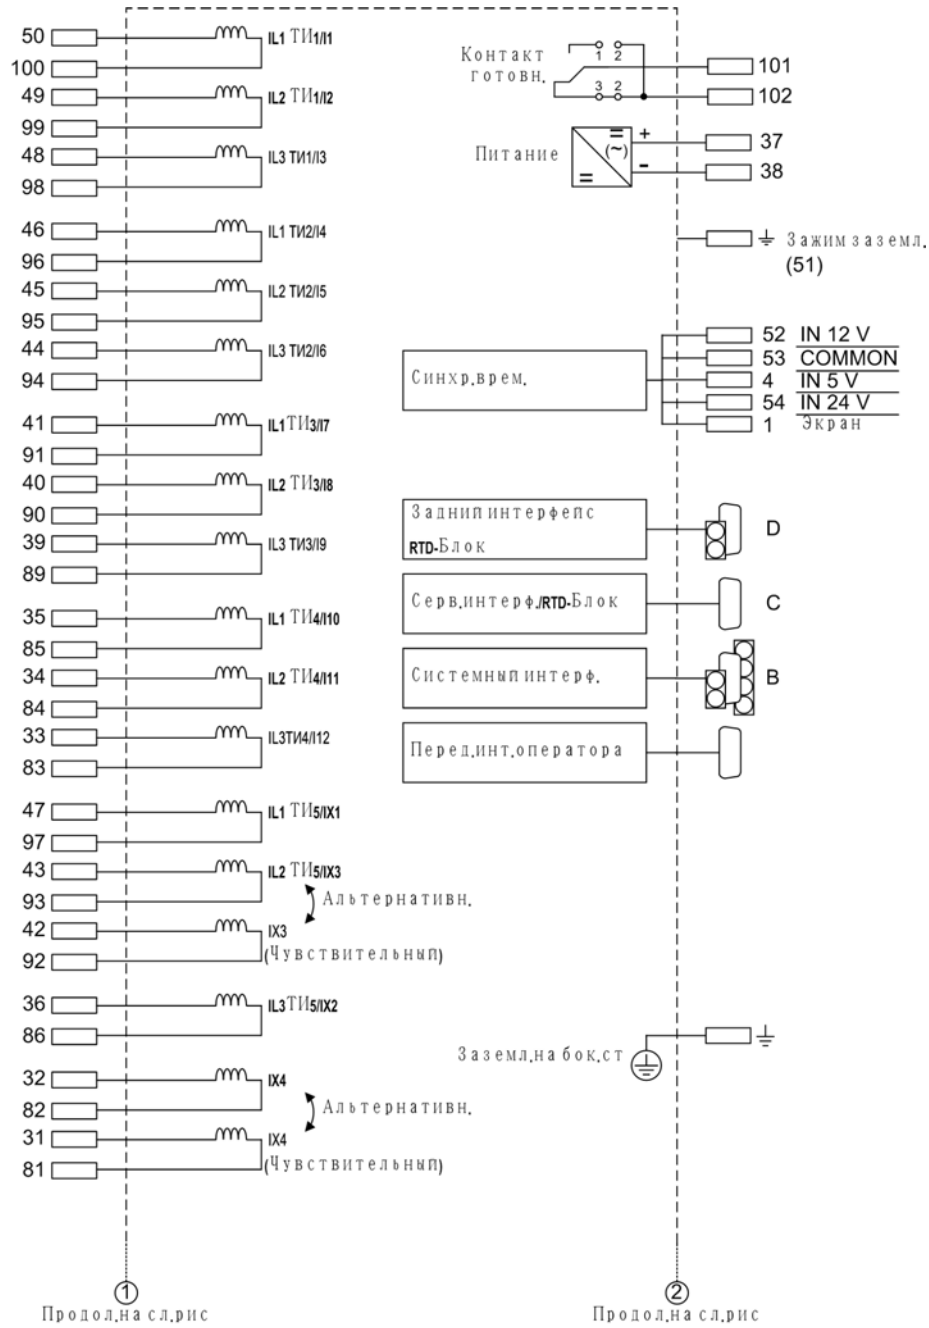 50
IL1 ТИ1/I1
100
49
IL2 ТИ1/I2
99
48
IL3 ТИ1/I3
98
46
IL1 ТИ2/I4
96
45
IL2 ТИ2/I5
95
44
IL3 ТИ2/I6
94
41
IL1ТИ3/I7
91
40
IL2 ТИ3/I8
90
39
IL3 ТИ3/I9
89
35
IL1 ТИ4/I10
85
34
IL2 ТИ4/I11
84
33
IL3ТИ4/I12
83
47
IL1 ТИ5/IX1
97
43
IL2 ТИ5/IX3
93
Альтернативн.
42
IX3
92
(Чувствительный)
36
IL3ТИ5/IX2
86
32
IX4
82
Альтернативн.
31
IX4
81
(Чувствительный)
1
Продол.на сл.рис
Контакт
готовн.
1 2
3 2
101
102
Питание
=
(~)
=
+
-
37
38
Зажим заземл.
(51)
Синхр.врем.
52 IN 12 V
53 COMMON
4 IN 5 V
54 IN 24 V
1 Экран
Задний интерфейс
RTD-Блок
D
Серв.интерф./RTD-Блок
C
Системный интерф.
B
Перед.инт.оператора
Заземл.на бок.ст
2
Продол.на сл.рис